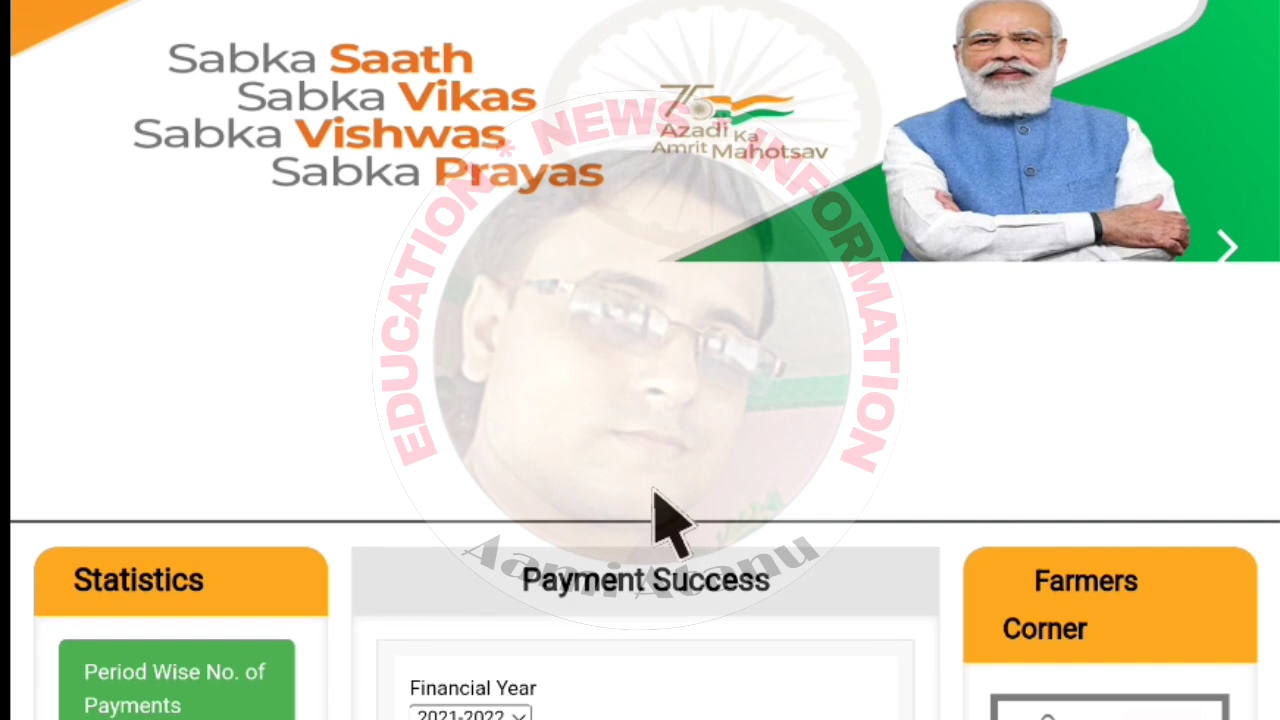 Sabka Saath
Sabka Vikas
Sabka Vishwas
Sabka Prayas
75
Azadi Ka
Amrit Mahotsav
EDUCATION * NEWS * INFORMATION
Aami Atanu
Statistics
Payment Success
Farmers
Corner
Period Wise No. of
Payments
Financial Year
2021-2022